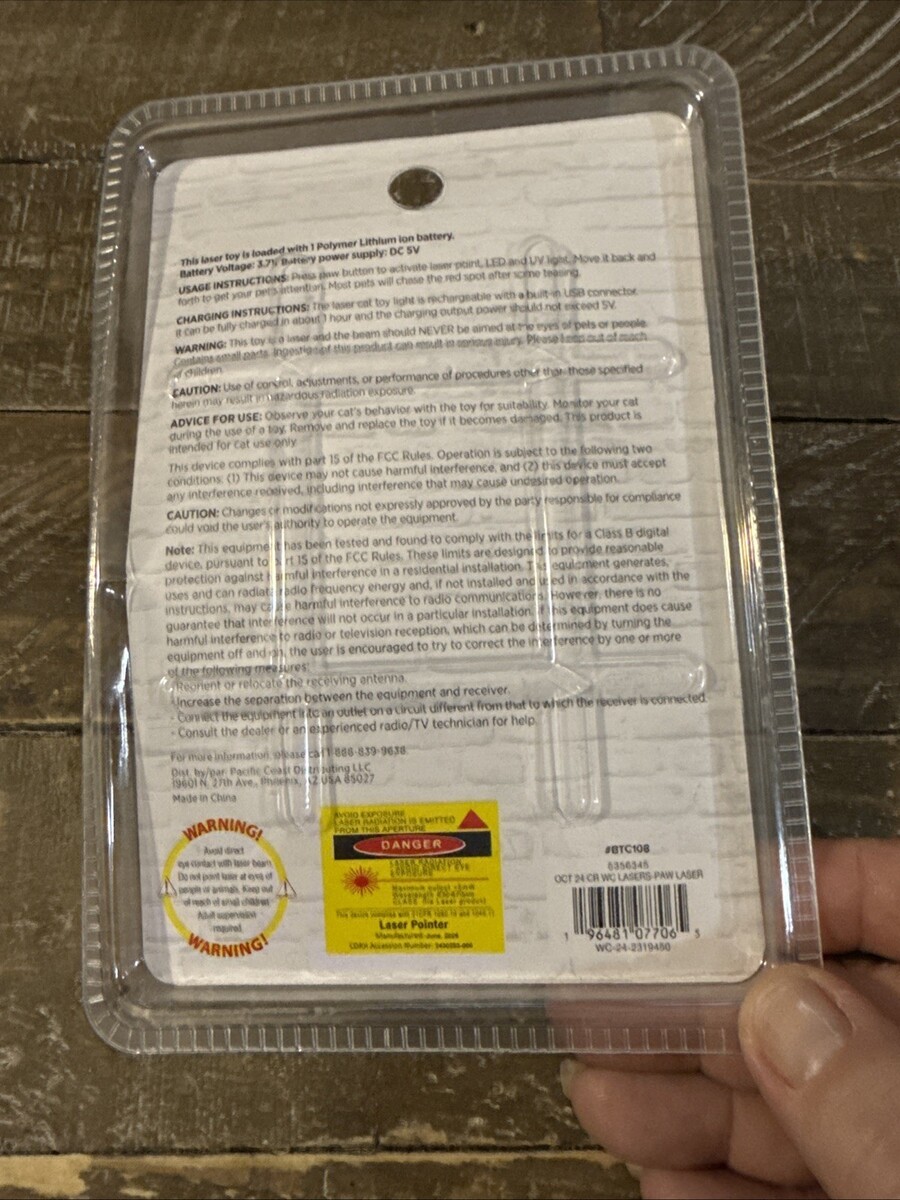 This laser toy is loaded with 1 Polymer Lithium Ion battery.
Battery Voltage: 3.7V Battery power supply: DC 5V
USAGE INSTRUCTIONS: Press paw button to activate laser point, LED and UV light. Move it back and
forth to get your pet's attention. Most pets will chase the red spot after some teasing.
CHARGING INSTRUCTIONS: The laser cat toy light is rechargeable with a built-in USB connector.
It can be fully charged in about 1 hour and the charging output power should not exceed 5V.
WARNING: This toy is a laser and the beam should NEVER be aimed at the eyes of pets or people.
Contains small parts. Ingestion of this product can result in serious injury. Please keep out of reach
of children.
CAUTION: Use of control, adjustments, or performance of procedures other than those specified
herein may result in hazardous radiation exposure.
ADVICE FOR USE: Observe your cat's behavior with the toy for suitability. Monitor your cat
during the use of a toy. Remove and replace the toy if it becomes damaged. This product is
intended for cat use only.
This device complies with part 15 of the FCC Rules. Operation is subject to the following two
conditions: (1) This device may not cause harmful interference, and (2) this device must accept
any interference received, including interference that may cause undesired operation.
CAUTION: Changes or modifications not expressly approved by the party responsible for compliance
could void the user's authority to operate the equipment.
Note: This equipment has been tested and found to comply with the limits for a Class B digital
device, pursuant to part 15 of the FCC Rules. These limits are designed to provide reasonable
protection against harmful interference in a residential installation. This equipment generates,
uses and can radiate radio frequency energy and, if not installed and used in accordance with the
instructions, may cause harmful interference to radio communications. However, there is no
guarantee that interference will not occur in a particular installation. If this equipment does cause
harmful interference to radio or television reception, which can be determined by turning the
equipment off and on, the user is encouraged to try to correct the interference by one or more
of the following measures:
- Reorient or relocate the receiving antenna.
- Increase the separation between the equipment and receiver.
- Connect the equipment into an outlet on a circuit different from that to which the receiver is connected.
- Consult the dealer or an experienced radio/TV technician for help.
For more information, please call 1-888-839-9638
Dist. by/par: Pacific Coast Distributing LLC
19601 N. 27th Ave., Phoenix, AZ USA 85027
Made in China
WARNING!
Avoid direct
eye contact with laser beam
Do not point laser at eyes of
people or animals. Keep out
of reach of small children
Adult supervision
required.
WARNING!
AVOID EXPOSURE
LASER RADIATION IS EMITTED
FROM THIS APERTURE
DANGER
LASER RADIATION
AVOID DIRECT EYE
EXPOSURE
Laser Pointer
Manufactured: June, 2024
#BTC108
5356345
OCT 24 CR WC LASERS-PAW LASER
1 96481 07706 3
WC-24-2319450